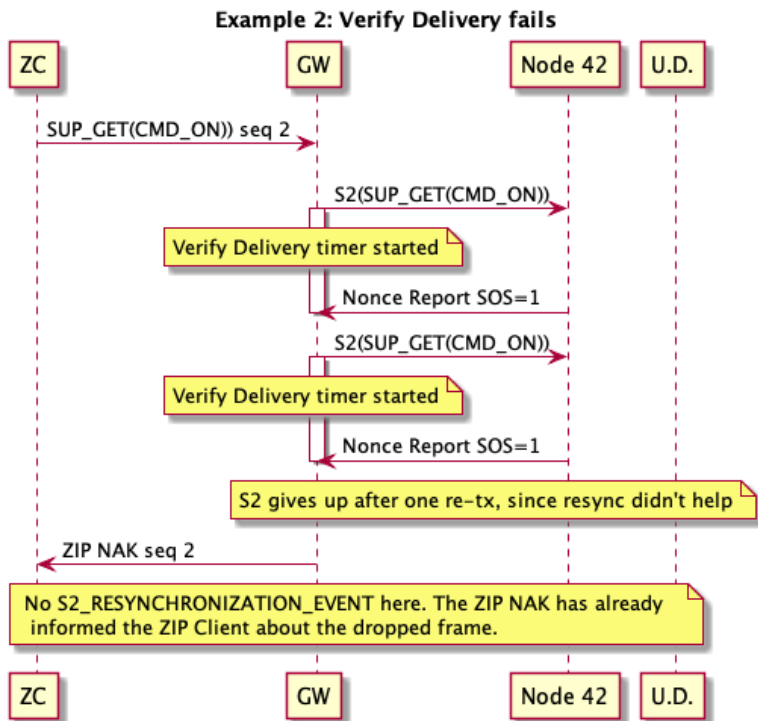 Example 2: Verify Delivery fails
ZC GW Node 42 U.D.
SUP_GET(CMD_ON)) seq 2
S2(SUP_GET(CMD_ON))
Verify Delivery timer started
Nonce Report SOS=1
S2(SUP_GET(CMD_ON))
Verify Delivery timer started
Nonce Report SOS=1
S2 gives up after one re-tx, since resync didn't help
ZIP NAK seq 2
No S2_RESYNCHRONIZATION_EVENT here. The ZIP NAK has already
informed the ZIP Client about the dropped frame.
ZC GW Node 42 U.D.